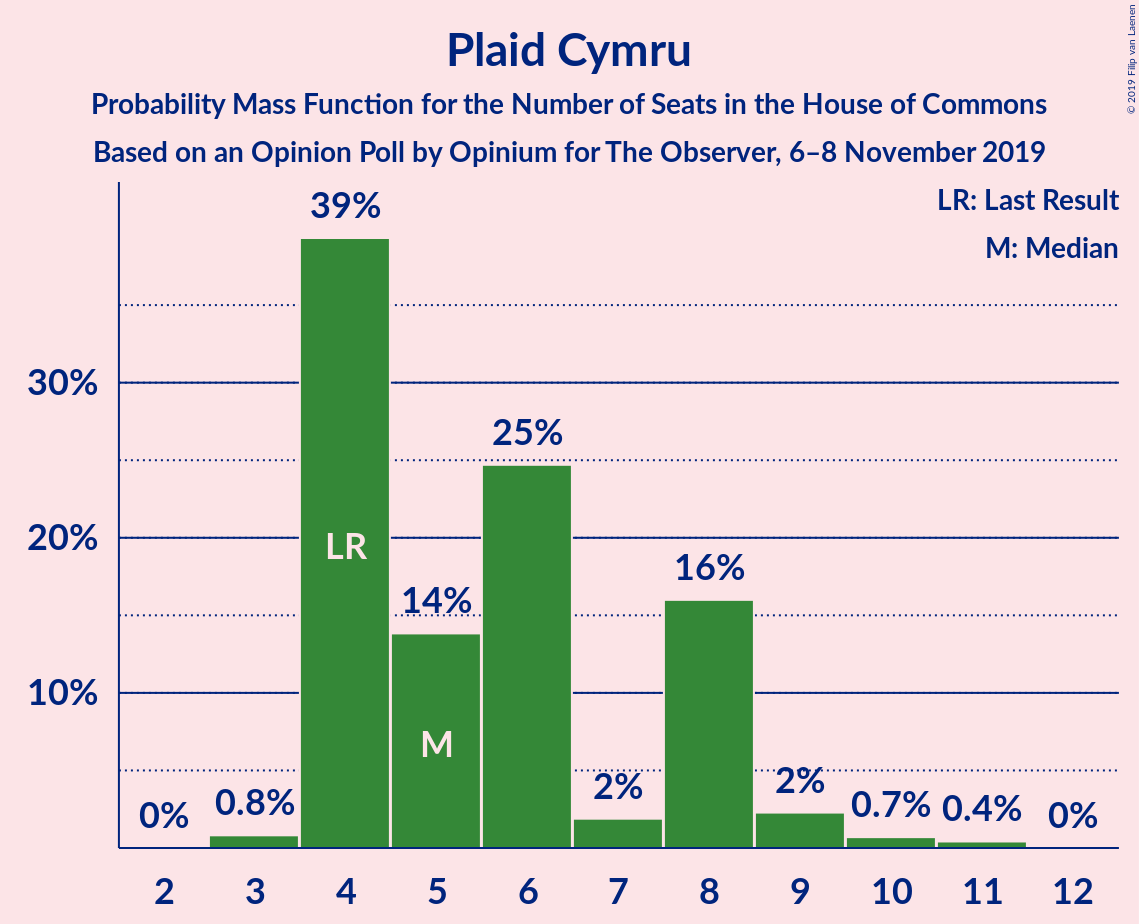 Plaid Cymru
Probability Mass Function for the Number of Seats in the House of Commons
Based on an Opinion Poll by Opinium for The Observer, 6–8 November 2019
© 2019 Filip van Laenen
LR: Last Result
M: Median
39%
30%
25%
20%
LR
16%
14%
10%
M
0%
0.8%
2%
2%
0.7%
0.4%
0%
2 3 4 5 6 7 8 9 10 11 12